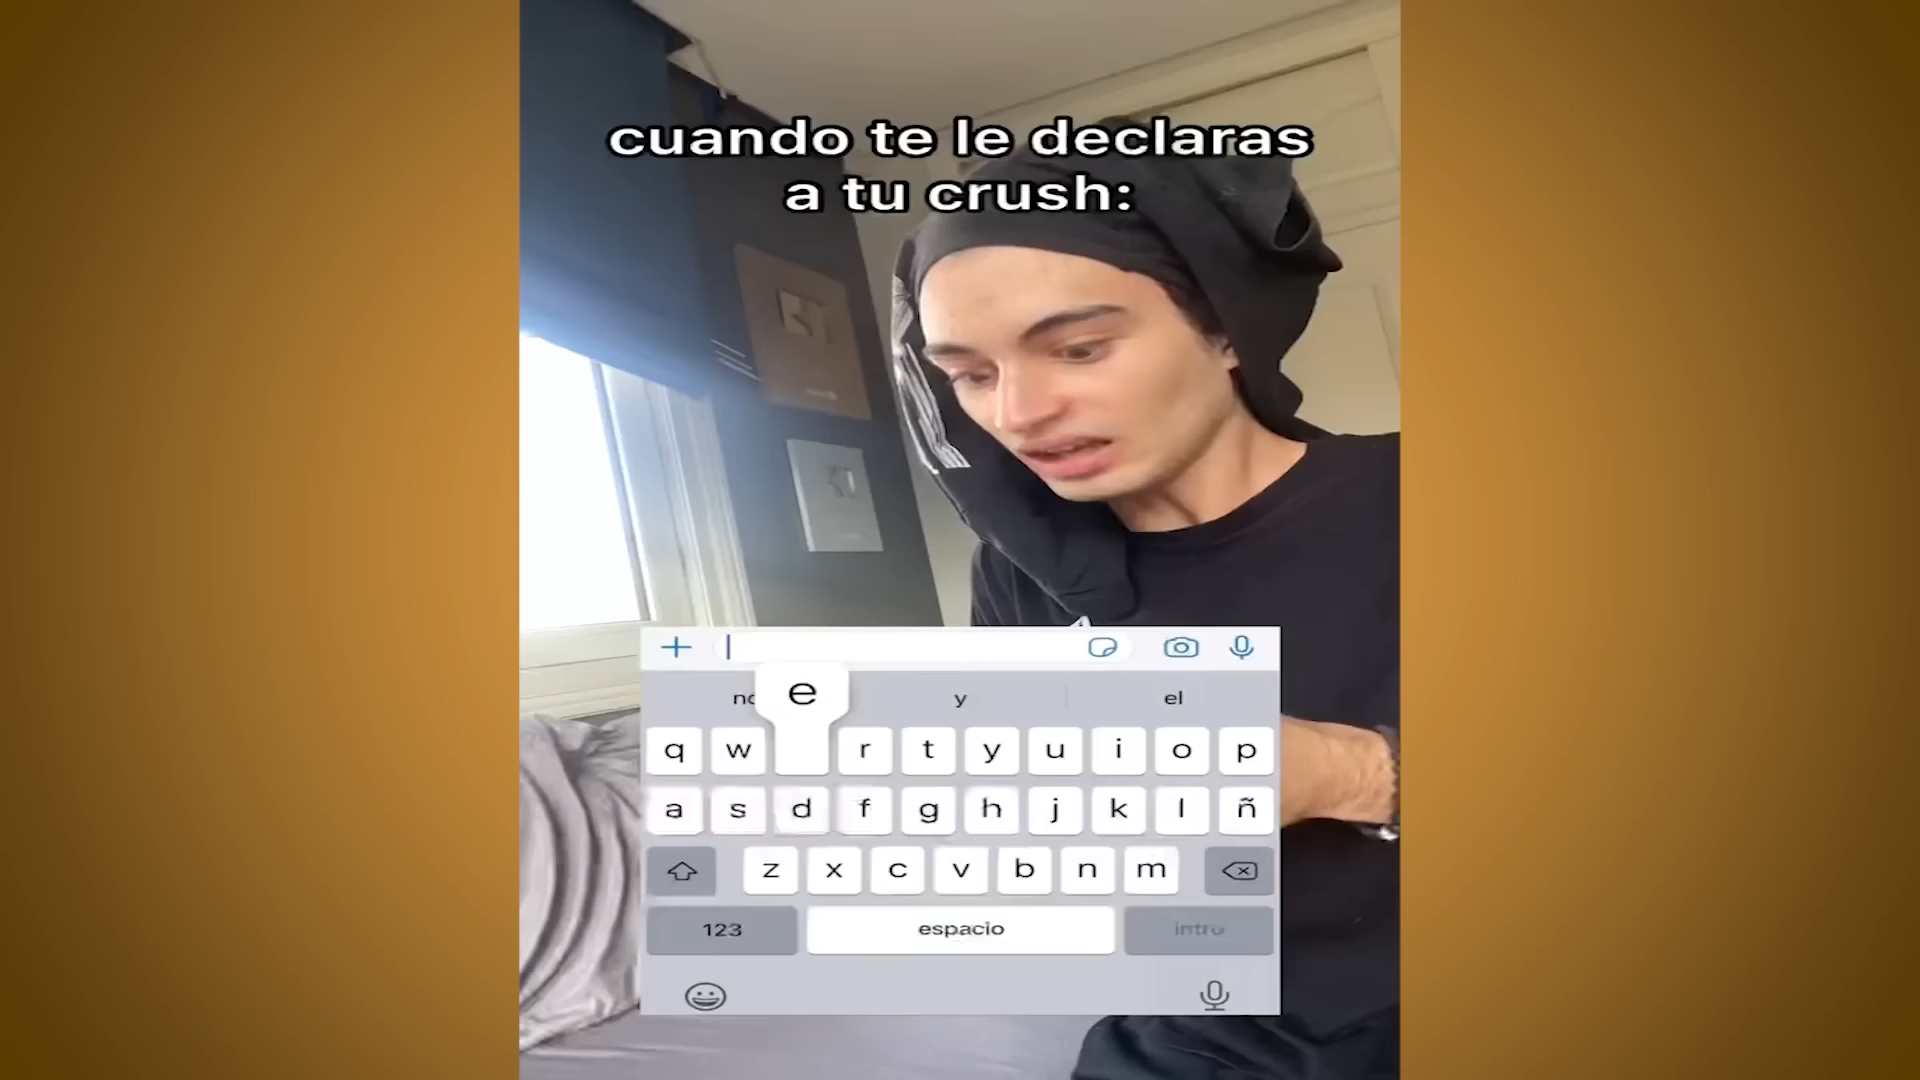 cuando te le declaras
a tu crush:
e
y el
q w r t y u i o p
a s d f g h j k l ñ
z x c v b n m
123 espacio intro